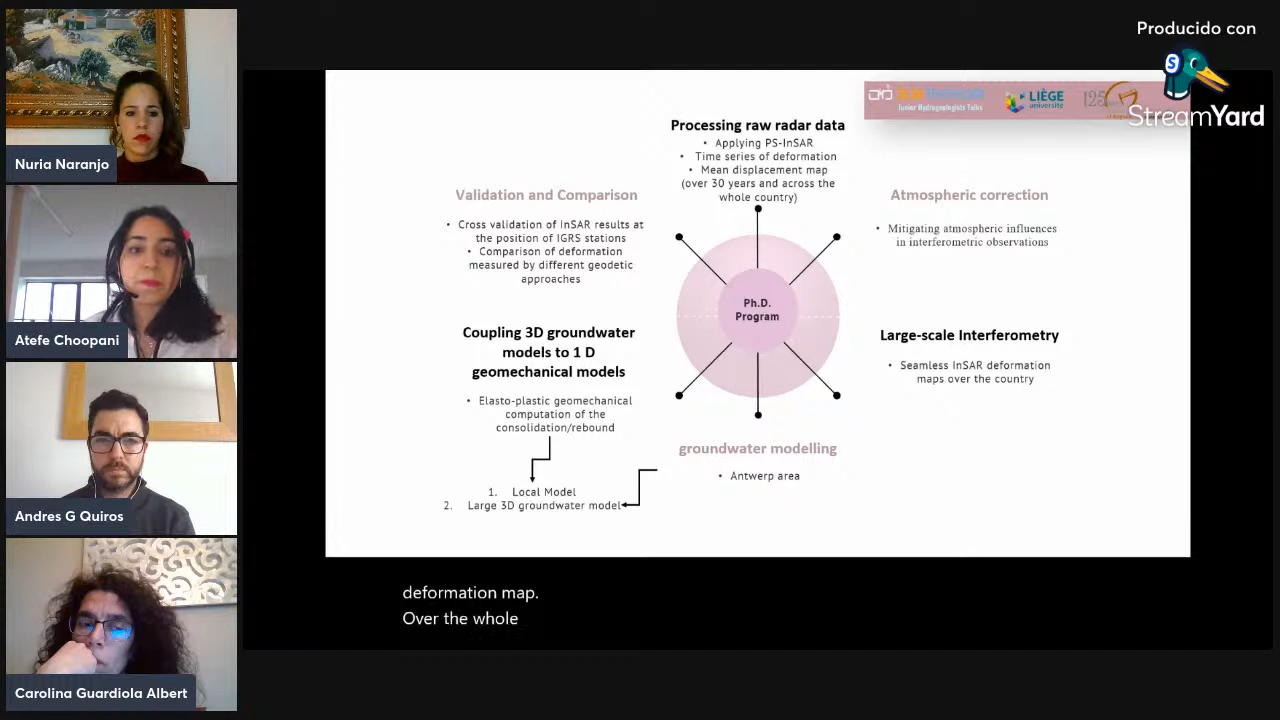 Producido con
StreamYard
Nuria Naranjo
Atefe Choopani
Andres G Quiros
Carolina Guardiola Albert
Junior Hydrogeologists Talks
LIÈGE
université
125
Processing raw radar data
• Applying PS-InSAR
• Time series of deformation
• Mean displacement map
(over 30 years and across the
whole country)
Validation and Comparison
• Cross validation of InSAR results at
the position of IGRS stations
• Comparison of deformation
measured by different geodetic
approaches
Atmospheric correction
• Mitigating atmospheric influences
in interferometric observations
Ph.D.
Program
Coupling 3D groundwater
models to 1 D
geomechanical models
• Elasto-plastic geomechanical
computation of the
consolidation/rebound
1. Local Model
2. Large 3D groundwater model
Large-scale Interferometry
• Seamless InSAR deformation
maps over the country
groundwater modelling
• Antwerp area
deformation map.
Over the whole